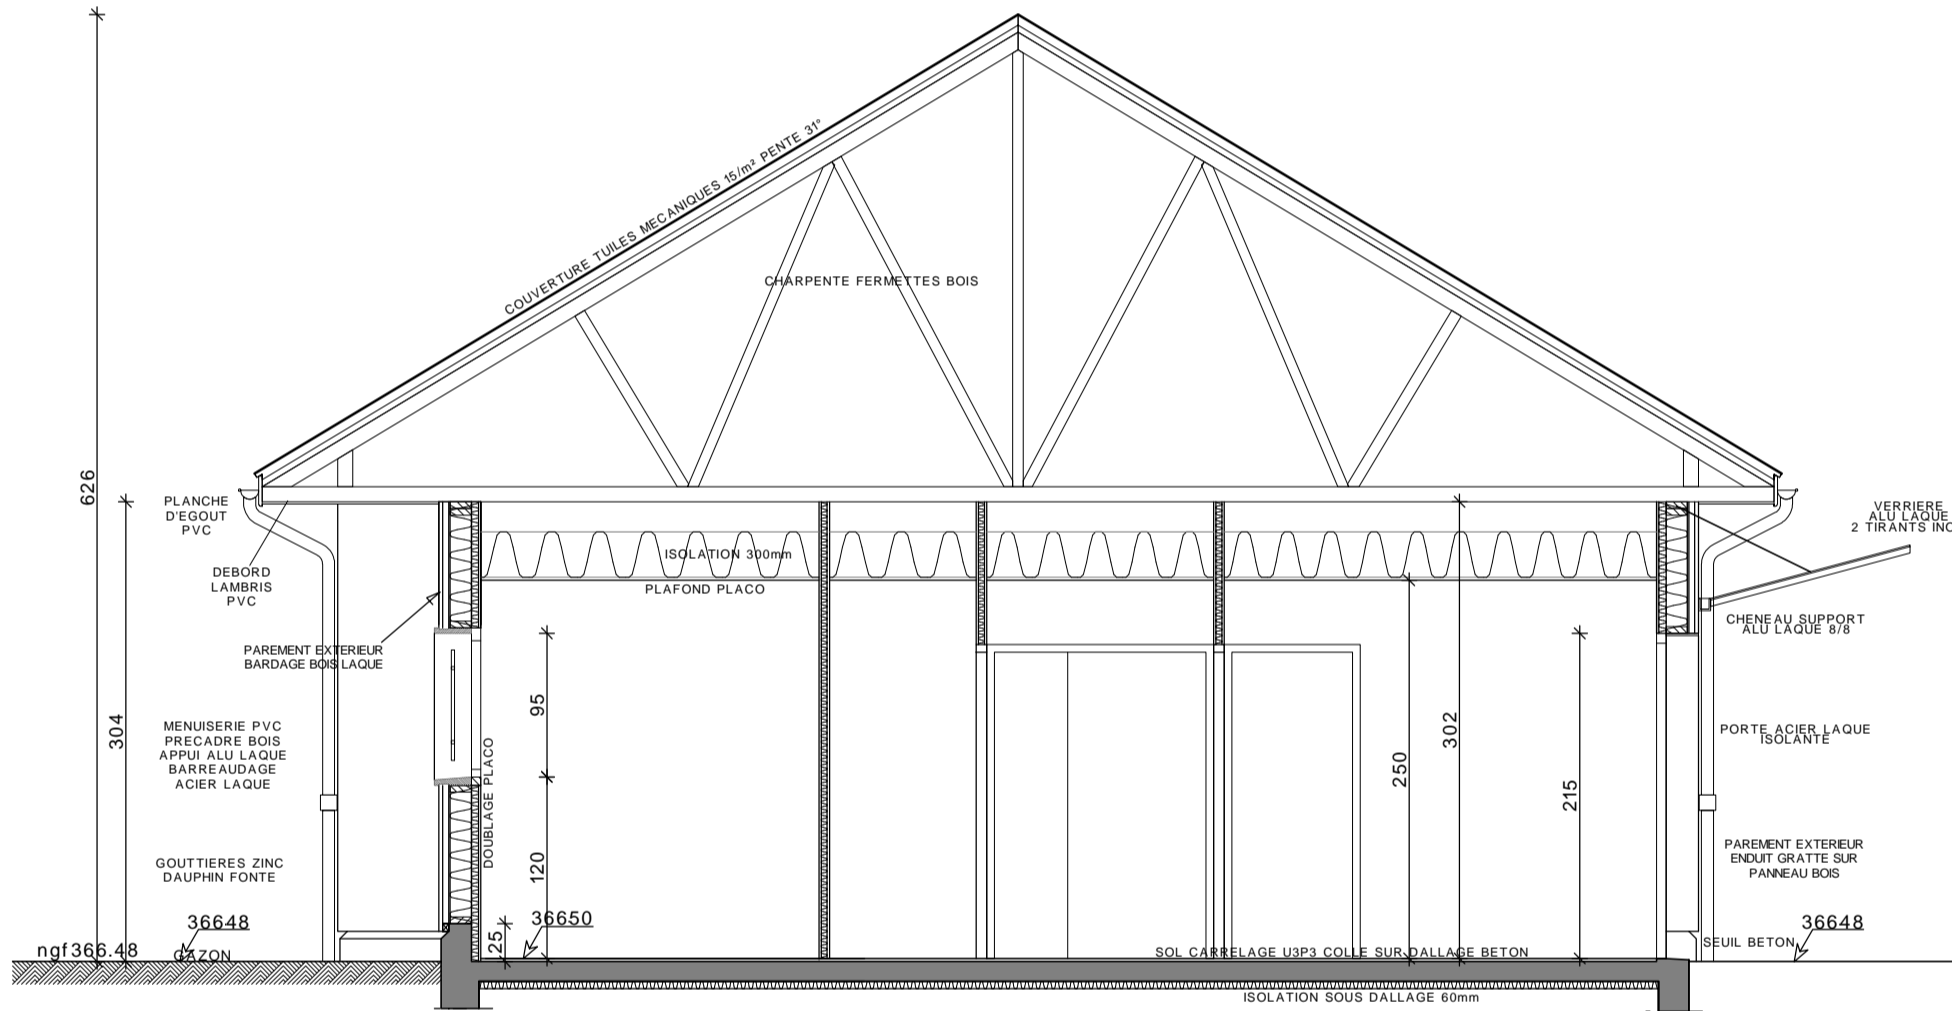 COUVERTURE TUILES MECANIQUES 15/m² PENTE 31°
CHARPENTE FERMETTES BOIS
626
PLANCHE
D'EGOUT
PVC
VERRIERE
ALU LAQUE
2 TIRANTS INO
ISOLATION 300mm
DEBORD
LAMBRIS
PVC
PLAFOND PLACO
CHENEAU SUPPORT
ALU LAQUE 8/8
PAREMENT EXTERIEUR
BARDAGE BOIS LAQUE
304
95
302
250
215
MENUISERIE PVC
PRECADRE BOIS
APPUI ALU LAQUE
BARREAUDAGE
ACIER LAQUE
PORTE ACIER LAQUE
ISOLANTE
DOUBLAGE PLACO
120
GOUTTIERES ZINC
DAUPHIN FONTE
PAREMENT EXTERIEUR
ENDUIT GRATTE SUR
PANNEAU BOIS
36648
36650
36648
25
ngf366.48
GAZON
SOL CARRELAGE U3P3 COLLE SUR DALLAGE BETON
SEUIL BETON
ISOLATION SOUS DALLAGE 60mm